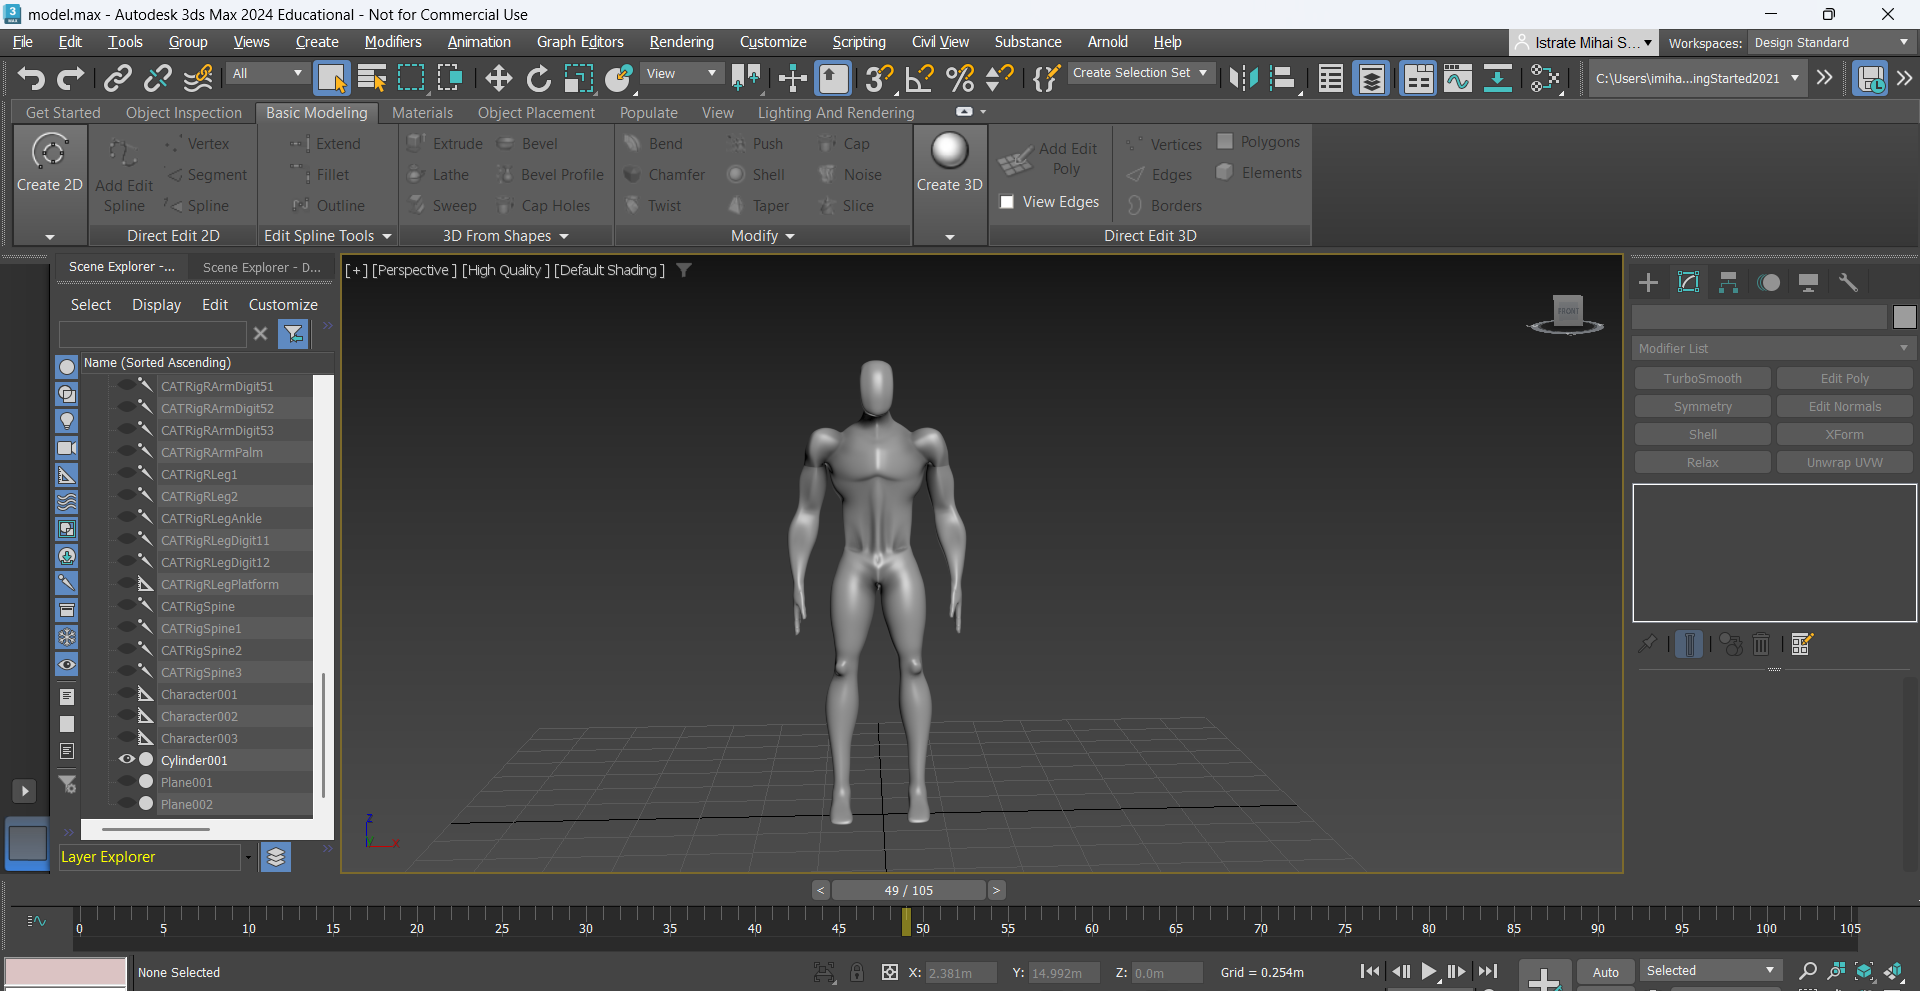 model.max - Autodesk 3ds Max 2024 Educational - Not for Commercial Use
File Edit Tools Group Views Create Modifiers Animation Graph Editors Rendering Customize Scripting Civil View Substance Arnold Help
Istrate Mihai S... Workspaces: Design Standard
All View Create Selection Set C:\Users\imiha...ingStarted2021
Get Started Object Inspection Basic Modeling Materials Object Placement Populate View Lighting And Rendering
Create 2D
Add Edit Spline
Vertex
Segment
Spline
Direct Edit 2D
Extend
Fillet
Outline
Edit Spline Tools
Extrude Bevel
Lathe Bevel Profile
Sweep Cap Holes
3D From Shapes
Bend Push Cap
Chamfer Shell Noise
Twist Taper Slice
Modify
Create 3D
Add Edit Poly
View Edges
Vertices Polygons
Edges Elements
Borders
Direct Edit 3D
Scene Explorer -... Scene Explorer - D...
Select Display Edit Customize
Name (Sorted Ascending)
CATRigRArmDigit51
CATRigRArmDigit52
CATRigRArmDigit53
CATRigRArmPalm
CATRigRLeg1
CATRigRLeg2
CATRigRLegAnkle
CATRigRLegDigit11
CATRigRLegDigit12
CATRigRLegPlatform
CATRigSpine
CATRigSpine1
CATRigSpine2
CATRigSpine3
Character001
Character002
Character003
Cylinder001
Plane001
Plane002
Layer Explorer
[+] [Perspective] [High Quality] [Default Shading]
FRONT
z
x
Modifier List
TurboSmooth Edit Poly
Symmetry Edit Normals
Shell XForm
Relax Unwrap UVW
< 49 / 105 >
0 5 10 15 20 25 30 35 40 45 50 55 60 65 70 75 80 85 90 95 100 105
None Selected X: 2.381m Y: 14.992m Z: 0.0m Grid = 0.254m Auto Selected